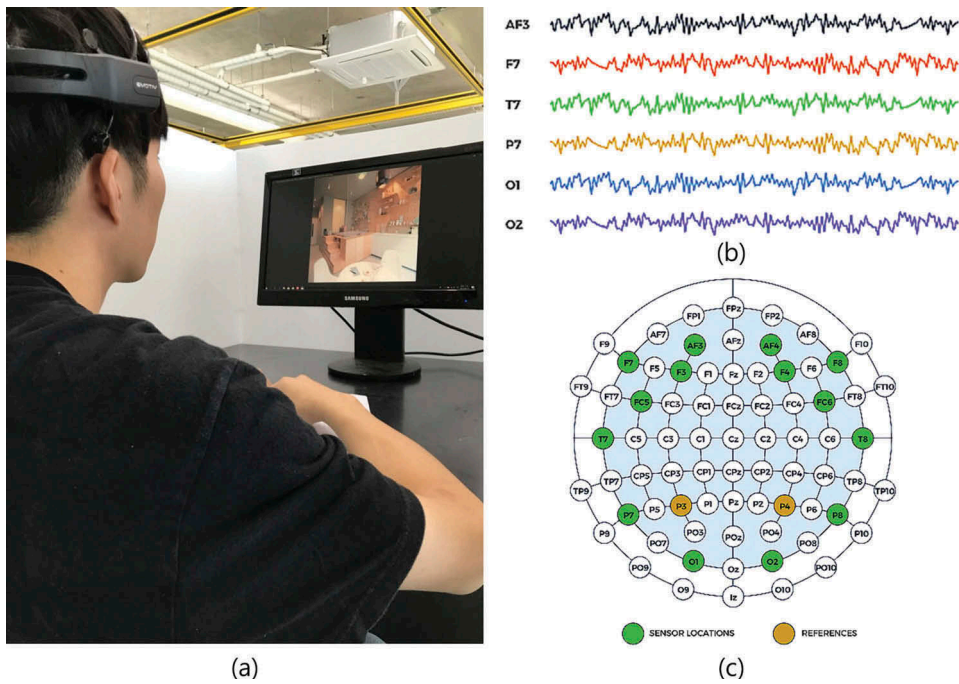 EMOTIV
SAMSUNG
(a)
AF3
F7
T7
P7
O1
O2
(b)
FP1 FPz FP2
AF7 AF3 AFz AF4 AF8
F9 F7 F5 F3 F1 Fz F2 F4 F6 F8 F10
FT9 FT7 FC5 FC3 FC1 FCz FC2 FC4 FC6 FT8 FT10
T7 C5 C3 C1 Cz C2 C4 C6 T8
TP9 TP7 CP5 CP3 CP1 CPz CP2 CP4 CP6 TP8 TP10
P9 P7 P5 P3 P1 Pz PZ P4 P6 P8 P10
PO9 PO7 PO3 POz PO4 PO8 PO10
O1 Oz O2
O9 Iz O10
SENSOR LOCATIONS
REFERENCES
(c)